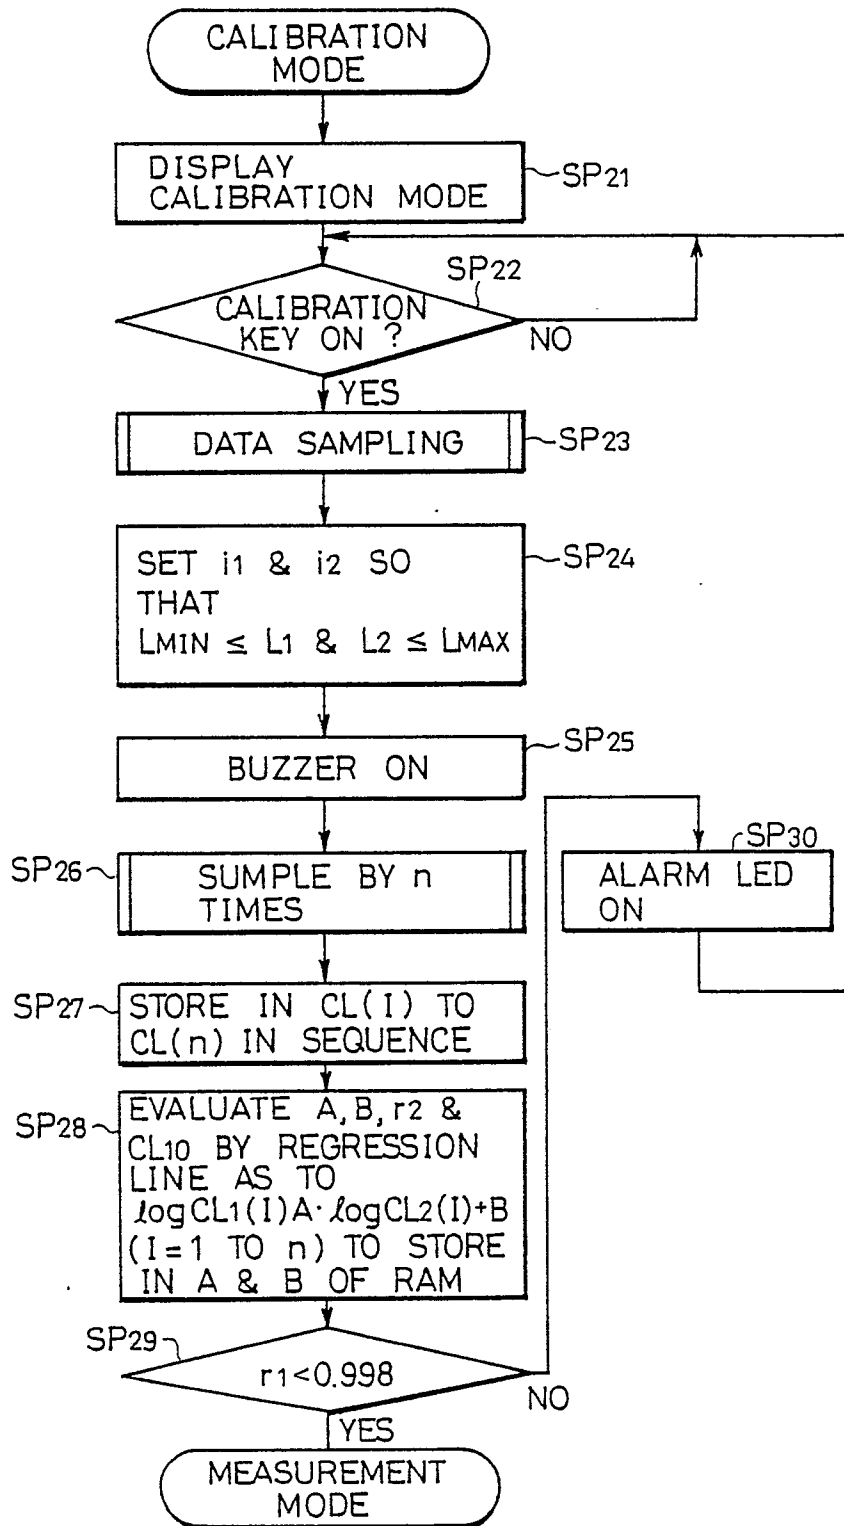 CALIBRATION
MODE
DISPLAY
CALIBRATION MODE
SP21
SP22
CALIBRATION
KEY ON ?
NO
YES
DATA SAMPLING
SP23
SET i1 & i2 SO
THAT
LMIN ≤ L1 & L2 ≤ LMAX
SP24
BUZZER ON
SP25
SP26
SUMPLE BY n
TIMES
SP30
ALARM LED
ON
SP27
STORE IN CL(I) TO
CL(n) IN SEQUENCE
SP28
EVALUATE A, B, r2 &
CL10 BY REGRESSION
LINE AS TO
logCL1(I)A·logCL2(I)+B
(I=1 TO n) TO STORE
IN A & B OF RAM
SP29
r1<0.998
NO
YES
MEASUREMENT
MODE